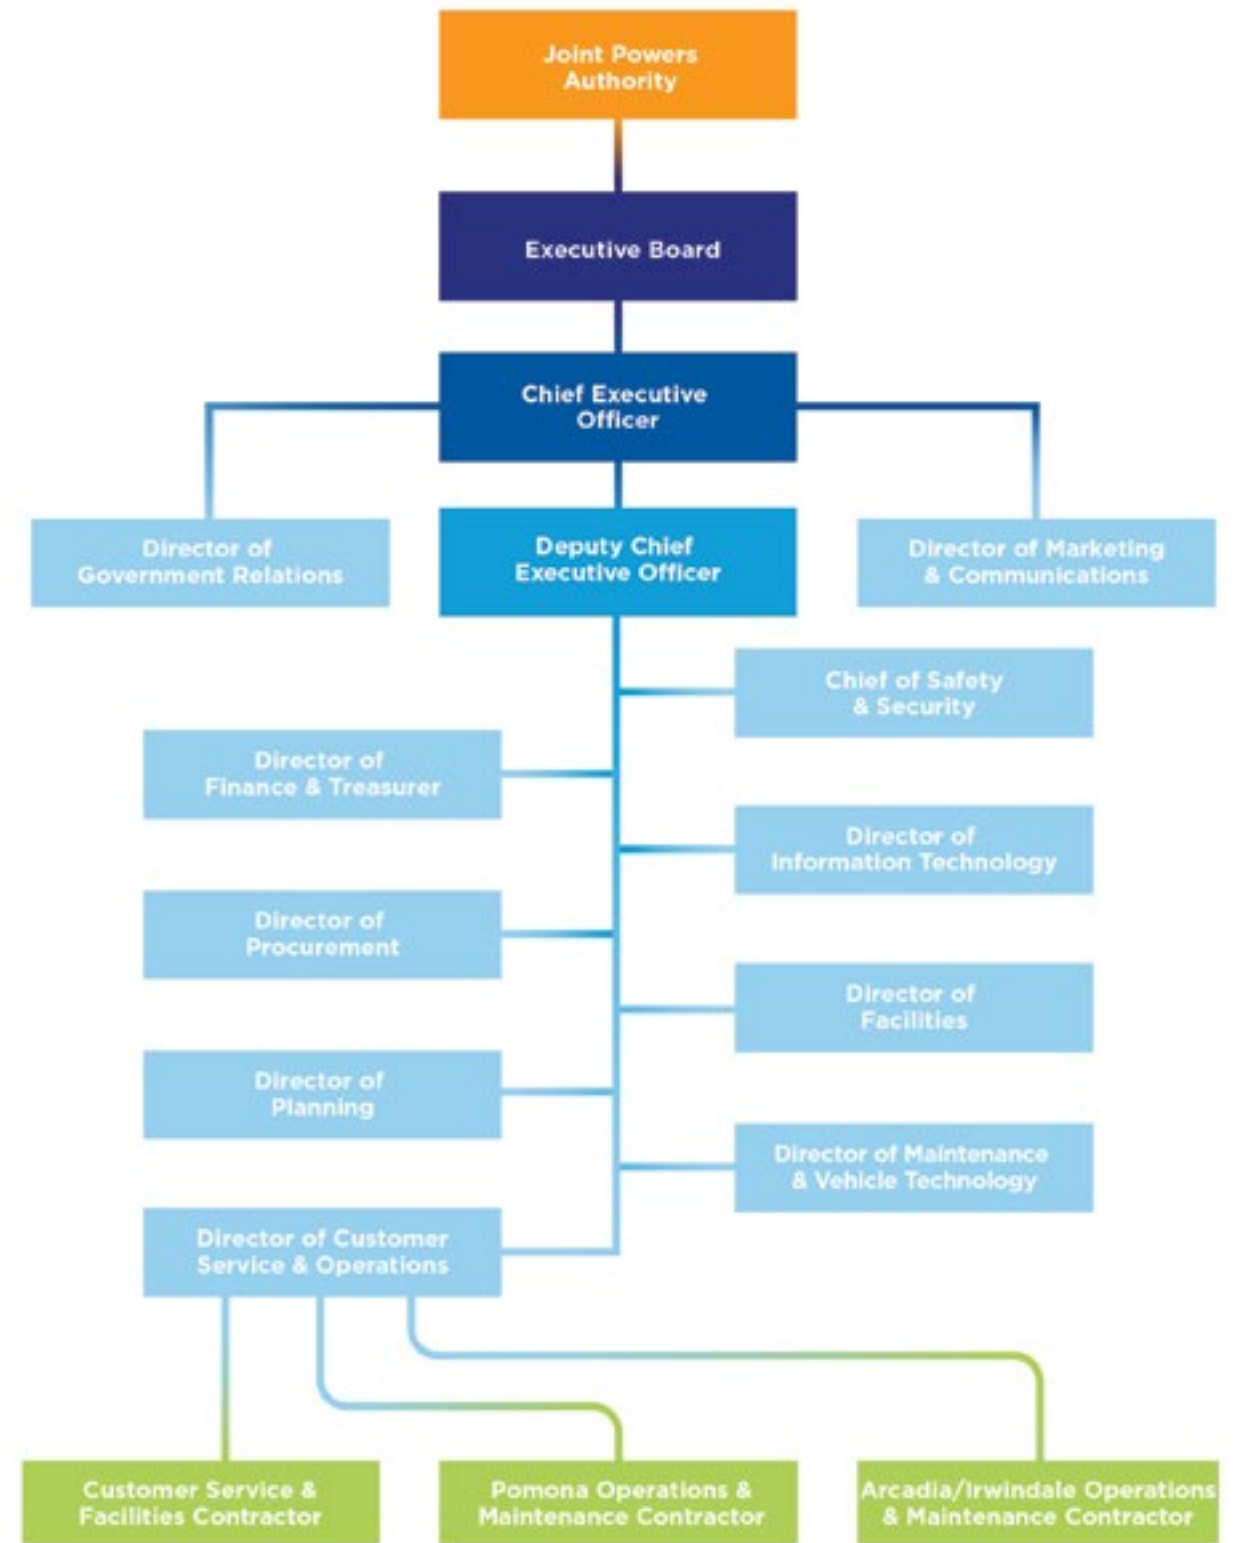 Joint Powers
Authority
Executive Board
Chief Executive
Officer
Director of
Government Relations
Deputy Chief
Executive Officer
Director of Marketing
& Communications
Chief of Safety
& Security
Director of
Finance & Treasurer
Director of
Information Technology
Director of
Procurement
Director of
Facilities
Director of
Planning
Director of Maintenance
& Vehicle Technology
Director of Customer
Service & Operations
Customer Service &
Facilities Contractor
Pomona Operations &
Maintenance Contractor
Arcadia/Irwindale Operations
& Maintenance Contractor